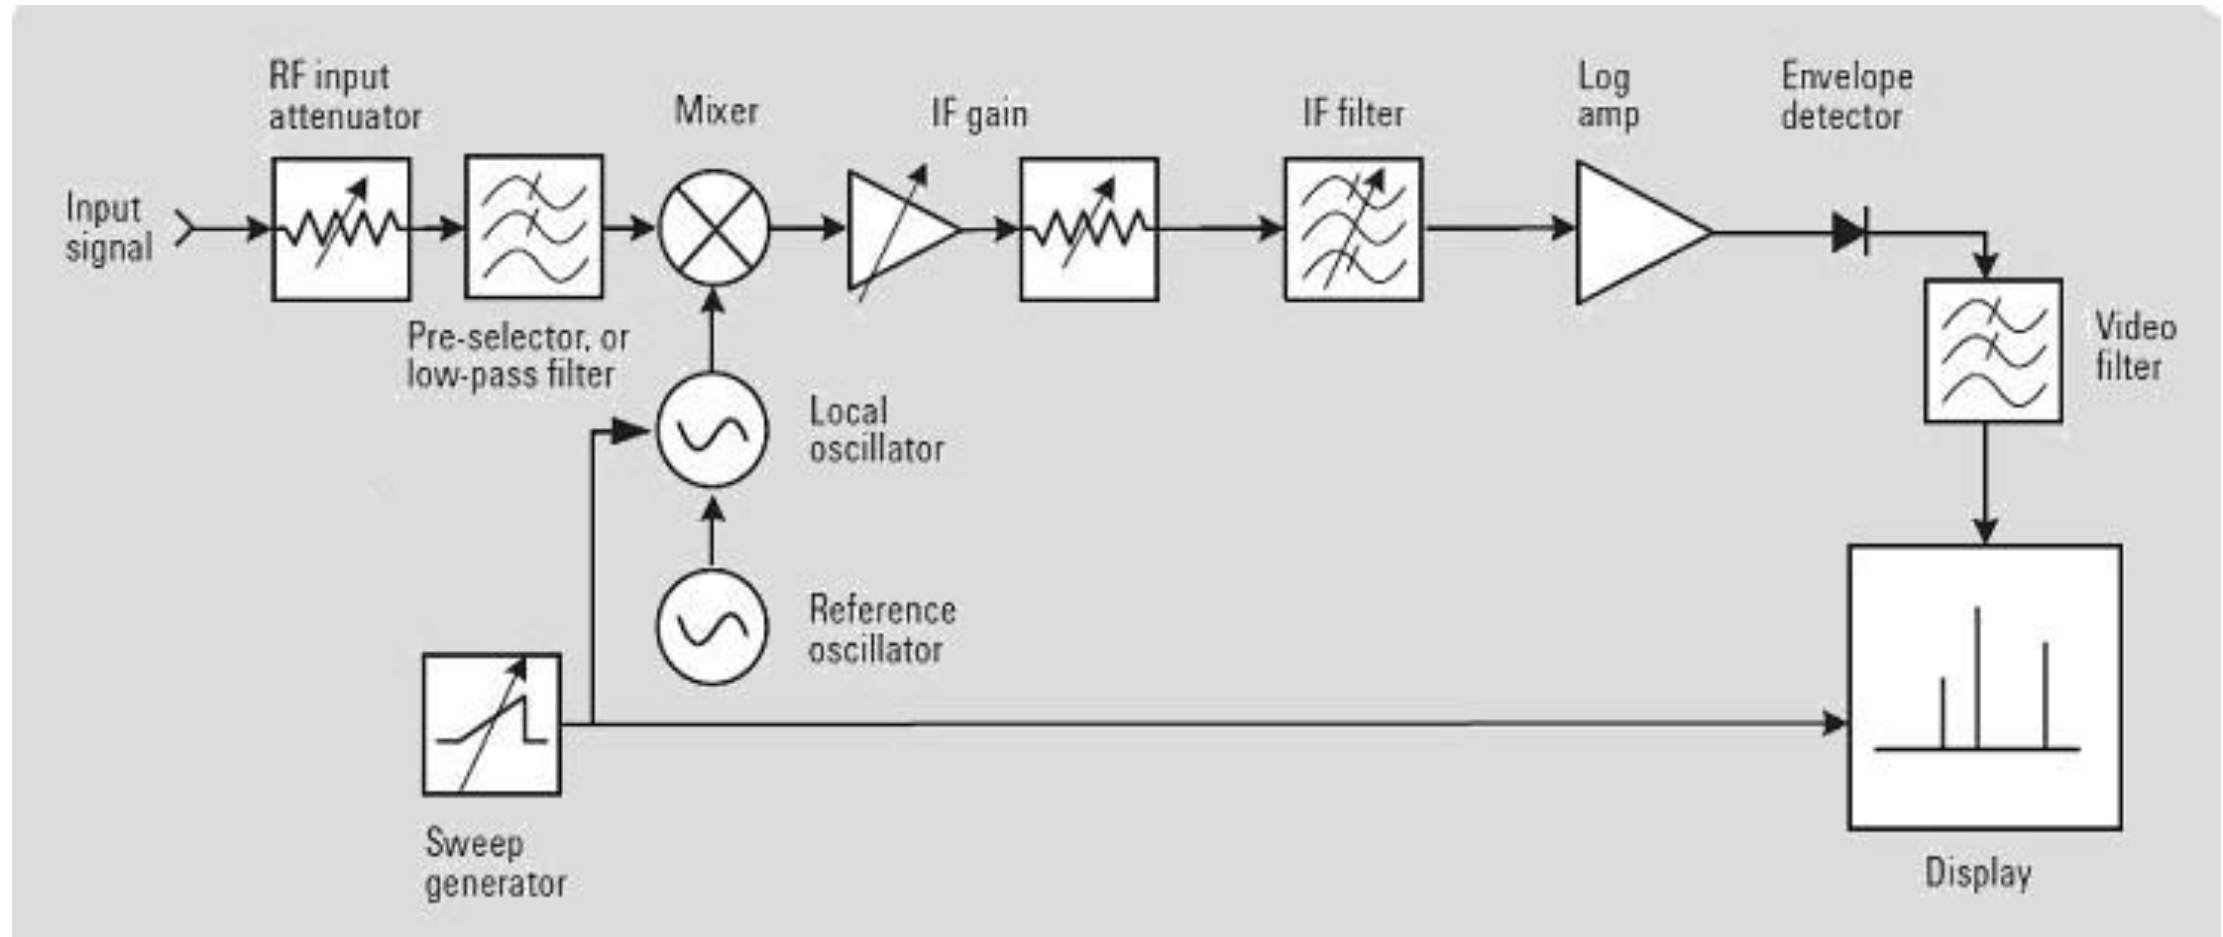 RF input
attenuator
Mixer
IF gain
IF filter
Log
amp
Envelope
detector
Input
signal
Pre-selector, or
low-pass filter
Video
filter
Local
oscillator
Reference
oscillator
Sweep
generator
Display